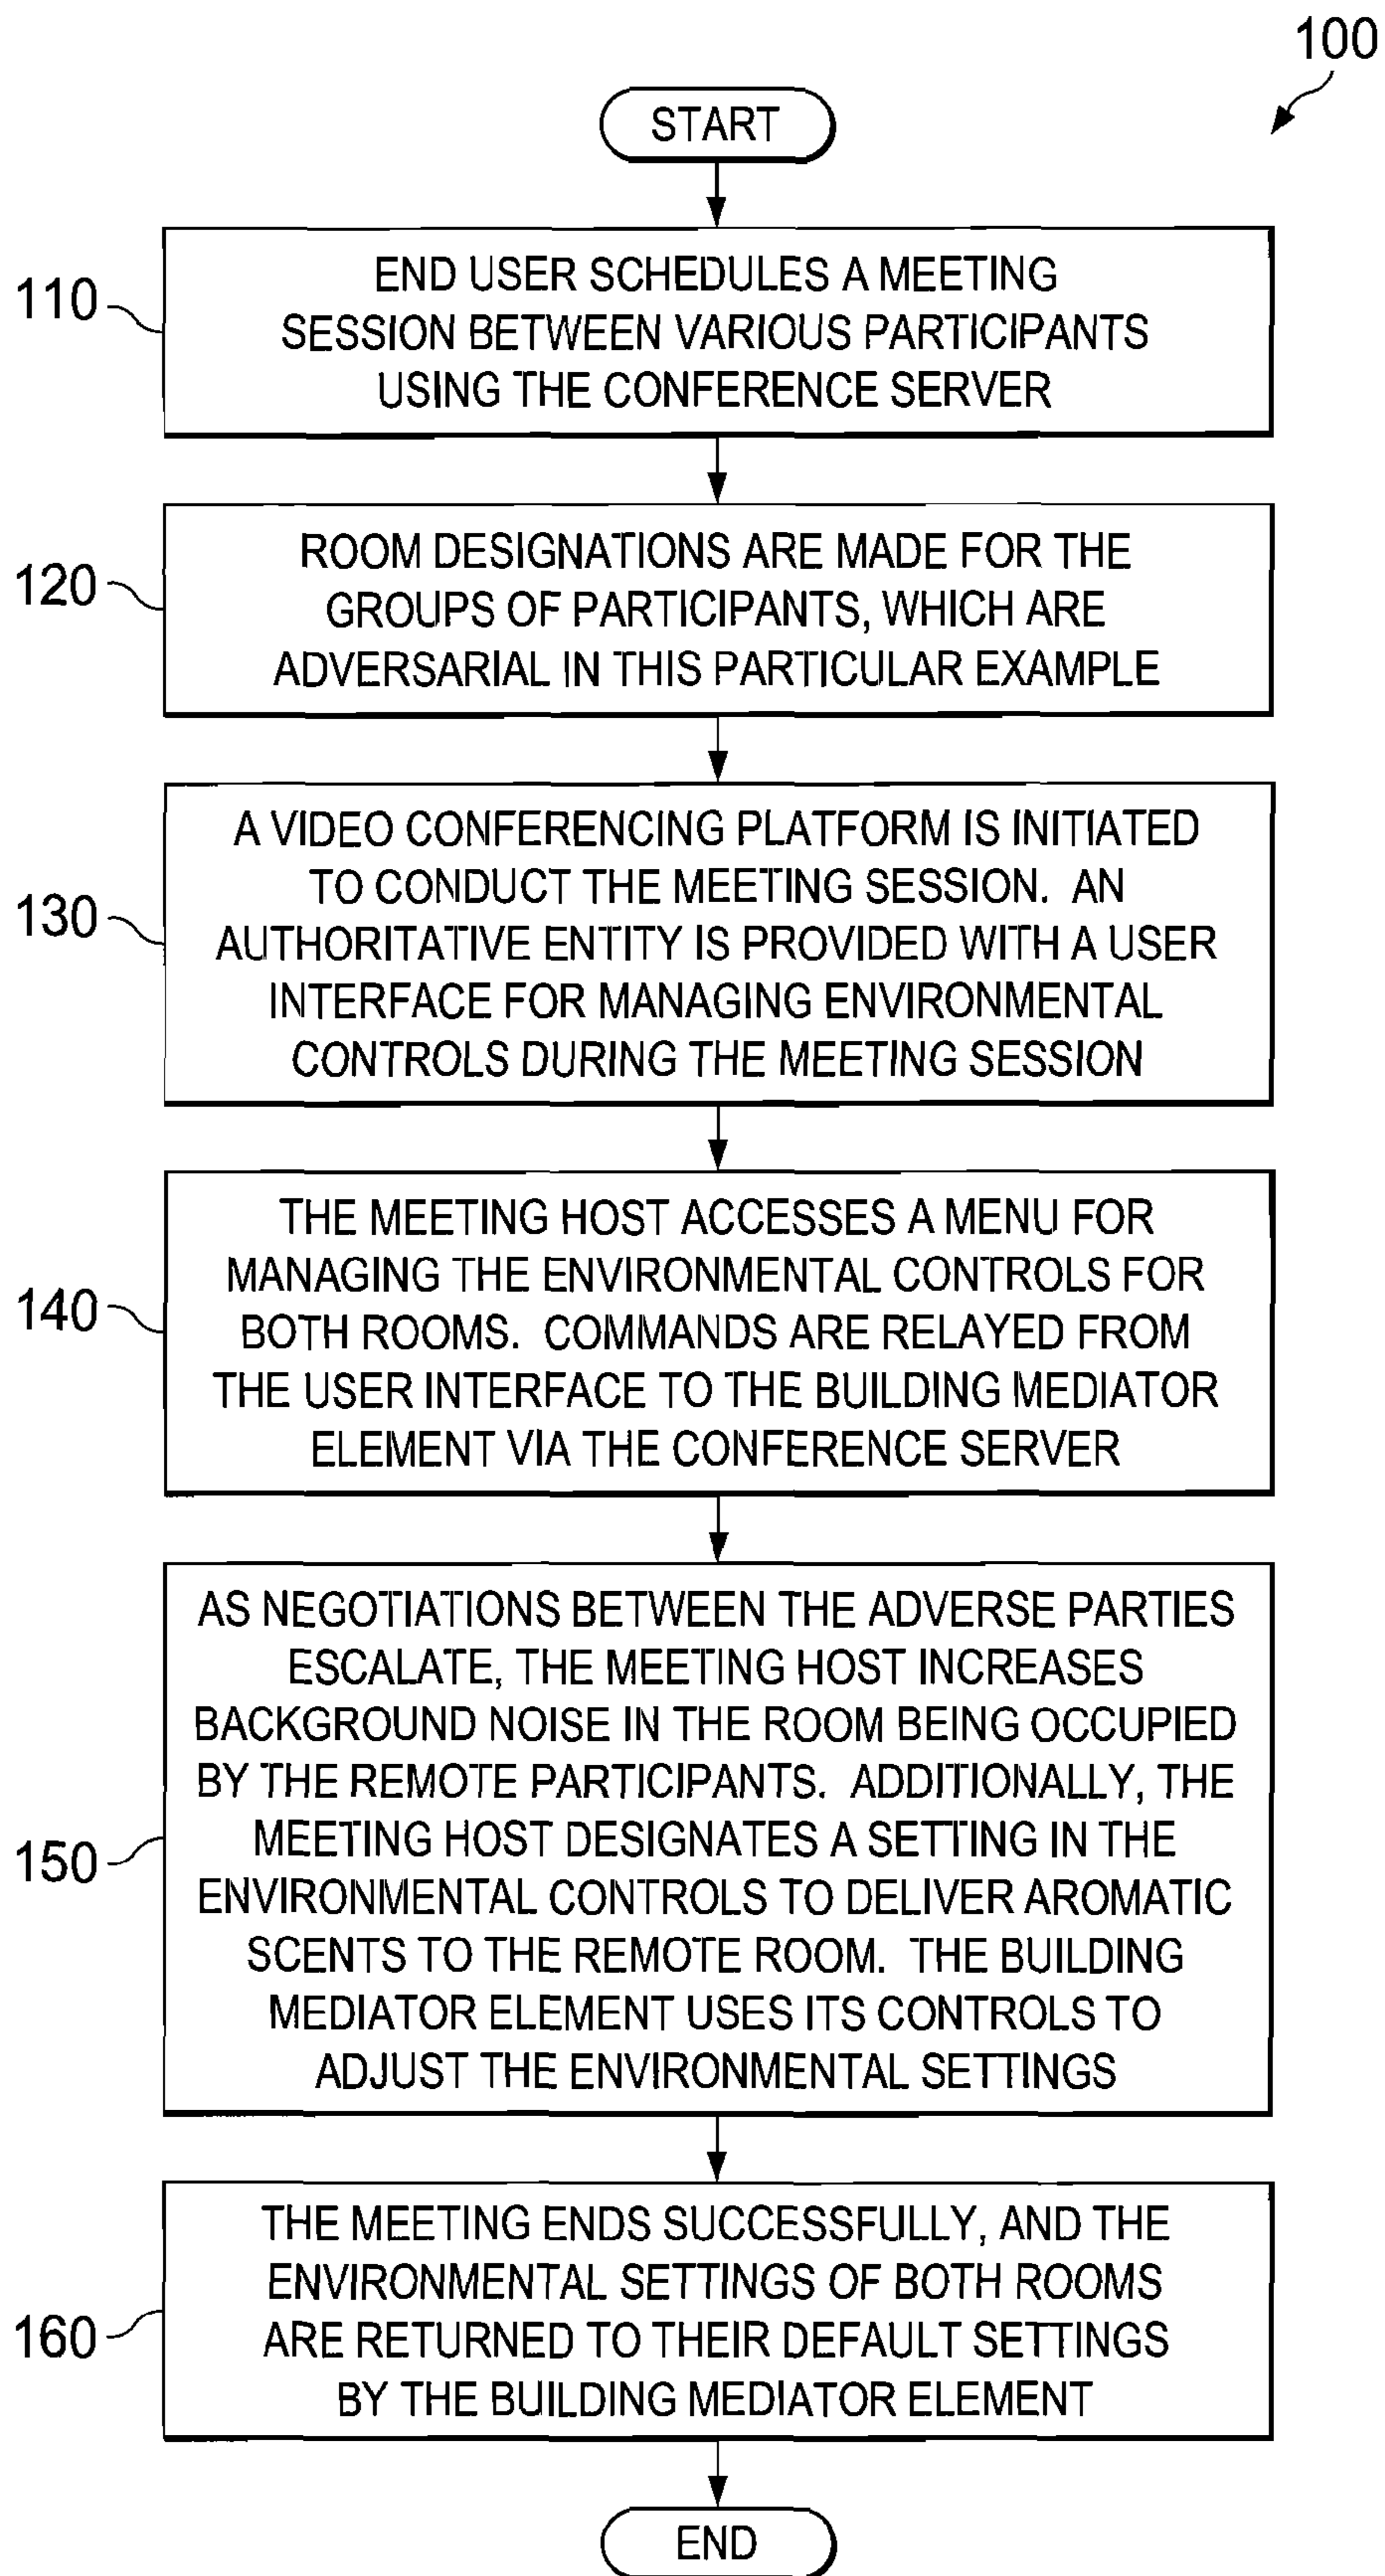 100
START
110
END USER SCHEDULES A MEETING
SESSION BETWEEN VARIOUS PARTICIPANTS
USING THE CONFERENCE SERVER
120
ROOM DESIGNATIONS ARE MADE FOR THE
GROUPS OF PARTICIPANTS, WHICH ARE
ADVERSARIAL IN THIS PARTICULAR EXAMPLE
130
A VIDEO CONFERENCING PLATFORM IS INITIATED
TO CONDUCT THE MEETING SESSION. AN
AUTHORITATIVE ENTITY IS PROVIDED WITH A USER
INTERFACE FOR MANAGING ENVIRONMENTAL
CONTROLS DURING THE MEETING SESSION
140
THE MEETING HOST ACCESSES A MENU FOR
MANAGING THE ENVIRONMENTAL CONTROLS FOR
BOTH ROOMS. COMMANDS ARE RELAYED FROM
THE USER INTERFACE TO THE BUILDING MEDIATOR
ELEMENT VIA THE CONFERENCE SERVER
150
AS NEGOTIATIONS BETWEEN THE ADVERSE PARTIES
ESCALATE, THE MEETING HOST INCREASES
BACKGROUND NOISE IN THE ROOM BEING OCCUPIED
BY THE REMOTE PARTICIPANTS. ADDITIONALLY, THE
MEETING HOST DESIGNATES A SETTING IN THE
ENVIRONMENTAL CONTROLS TO DELIVER AROMATIC
SCENTS TO THE REMOTE ROOM. THE BUILDING
MEDIATOR ELEMENT USES ITS CONTROLS TO
ADJUST THE ENVIRONMENTAL SETTINGS
160
THE MEETING ENDS SUCCESSFULLY, AND THE
ENVIRONMENTAL SETTINGS OF BOTH ROOMS
ARE RETURNED TO THEIR DEFAULT SETTINGS
BY THE BUILDING MEDIATOR ELEMENT
END